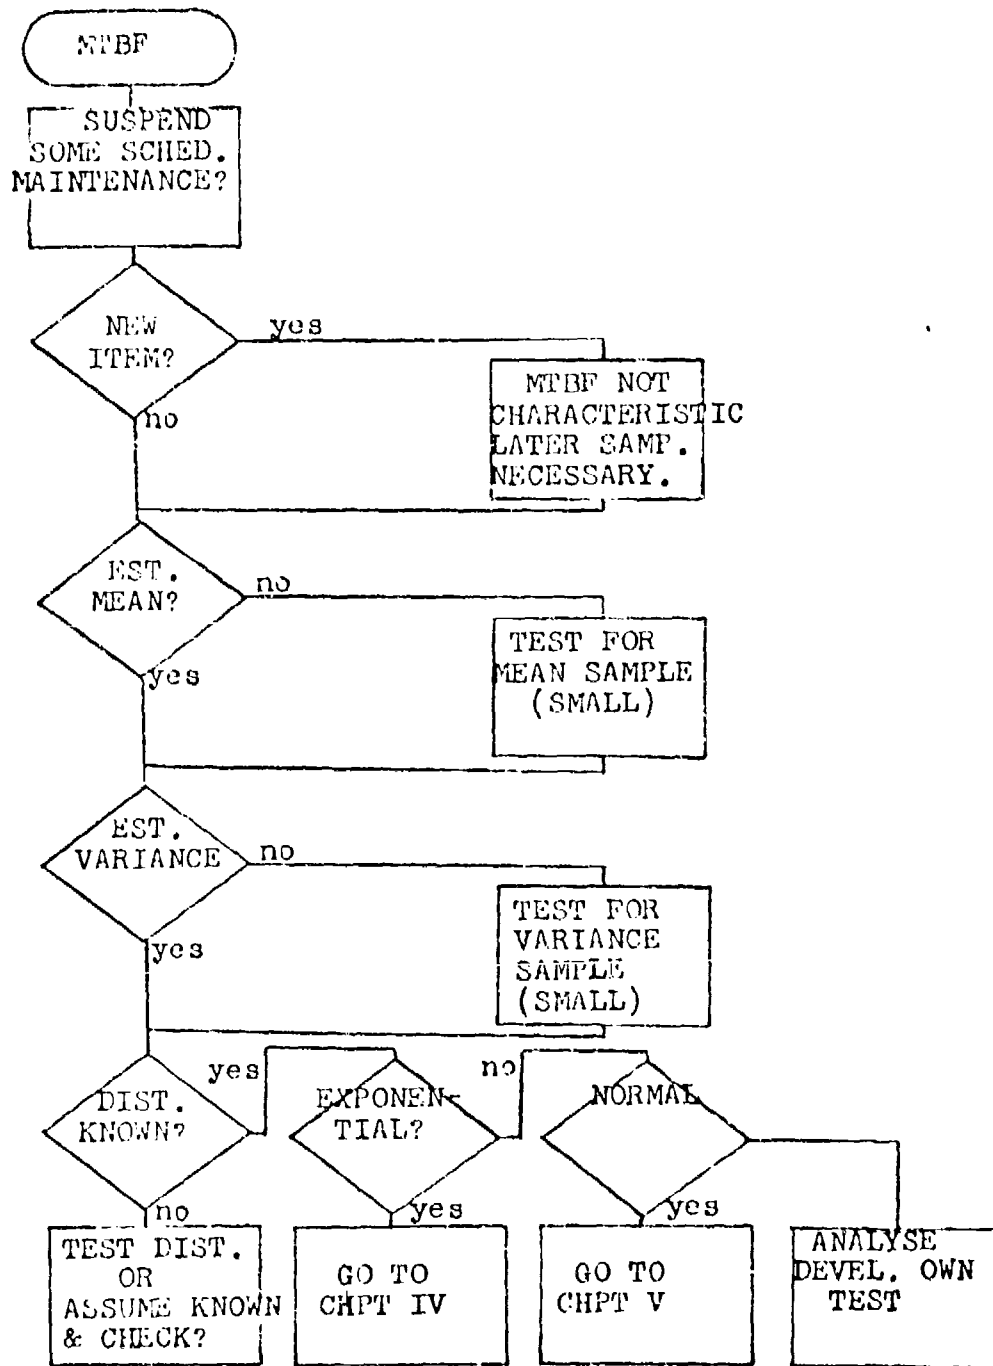 MTBF
SUSPEND
SOME SCHED.
MAINTENANCE?
NEW
ITEM?
yes
no
MTBF NOT
CHARACTERISTIC
LATER SAMP.
NECESSARY.
EST.
MEAN?
no
yes
TEST FOR
MEAN SAMPLE
(SMALL)
EST.
VARIANCE
no
yes
TEST FOR
VARIANCE
SAMPLE
(SMALL)
DIST.
KNOWN?
yes
no
EXPONEN-
TIAL?
no
yes
NORMAL
yes
TEST DIST.
OR
ASSUME KNOWN
& CHECK?
GO TO
CHPT IV
GO TO
CHPT V
ANALYSE
DEVEL. OWN
TEST